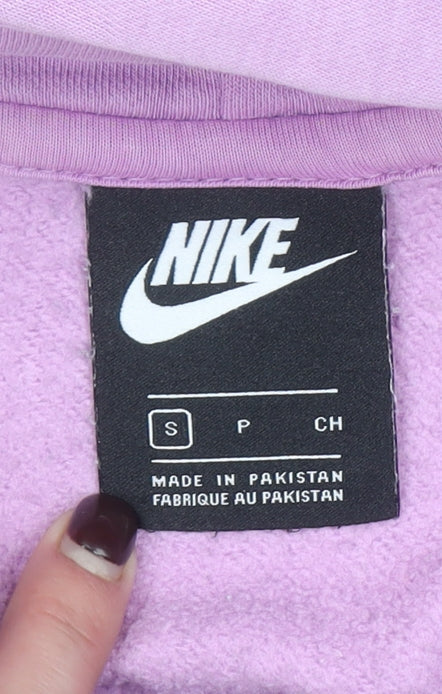 NIKE
S P CH
MADE IN PAKISTAN
FABRIQUE AU PAKISTAN